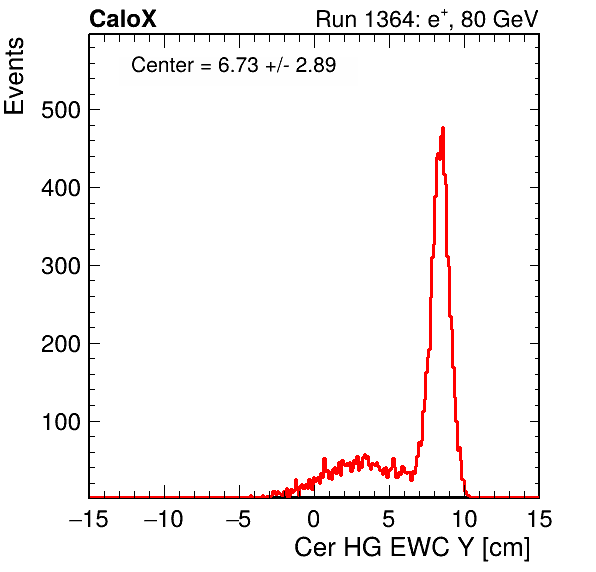 CaloX Run 1364: e⁺, 80 GeV
Events
Center = 6.73 +/- 2.89
500
400
300
200
100
−15 −10 −5 0 5 10 15
Cer HG EWC Y [cm]